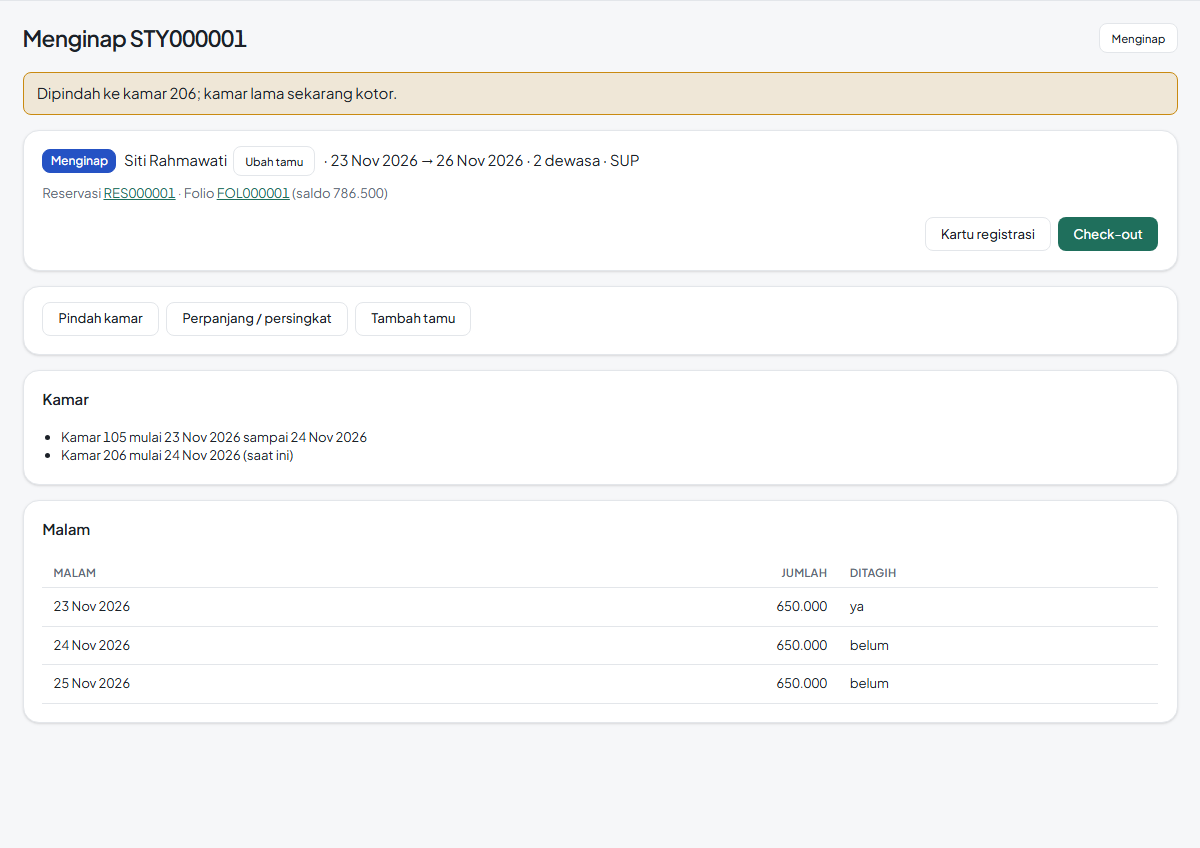 Menginap STY000001
Menginap
Dipindah ke kamar 206; kamar lama sekarang kotor.
Menginap Siti Rahmawati Ubah tamu · 23 Nov 2026 → 26 Nov 2026 · 2 dewasa · SUP
Reservasi RES000001 · Folio FOL000001 (saldo 786.500)
Kartu registrasi Check-out
Pindah kamar Perpanjang / persingkat Tambah tamu
Kamar
Kamar 105 mulai 23 Nov 2026 sampai 24 Nov 2026
Kamar 206 mulai 24 Nov 2026 (saat ini)
Malam
MALAM JUMLAH DITAGIH
23 Nov 2026 650.000 ya
24 Nov 2026 650.000 belum
25 Nov 2026 650.000 belum